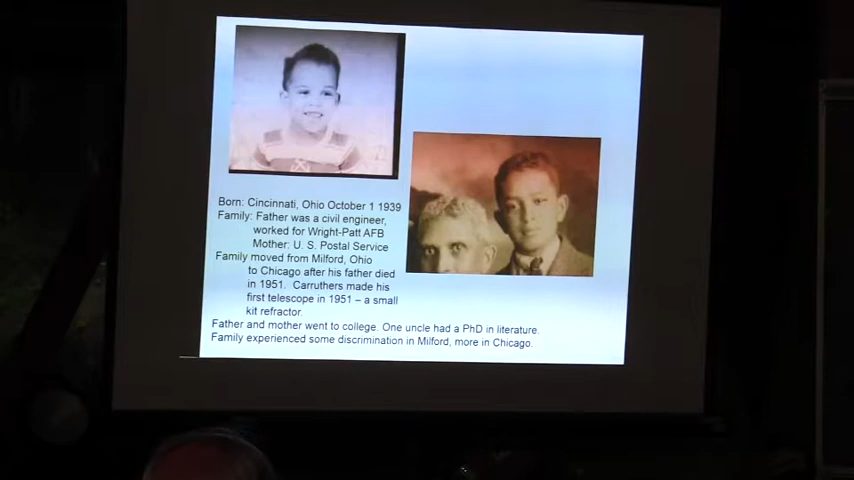 Born: Cincinnati, Ohio October 1 1939
Family: Father was a civil engineer,
worked for Wright-Patt AFB
Mother: U. S. Postal Service
Family moved from Milford, Ohio
to Chicago after his father died
in 1951. Carruthers made his
first telescope in 1951 – a small
kit refractor.
Father and mother went to college. One uncle had a PhD in literature.
Family experienced some discrimination in Milford, more in Chicago.